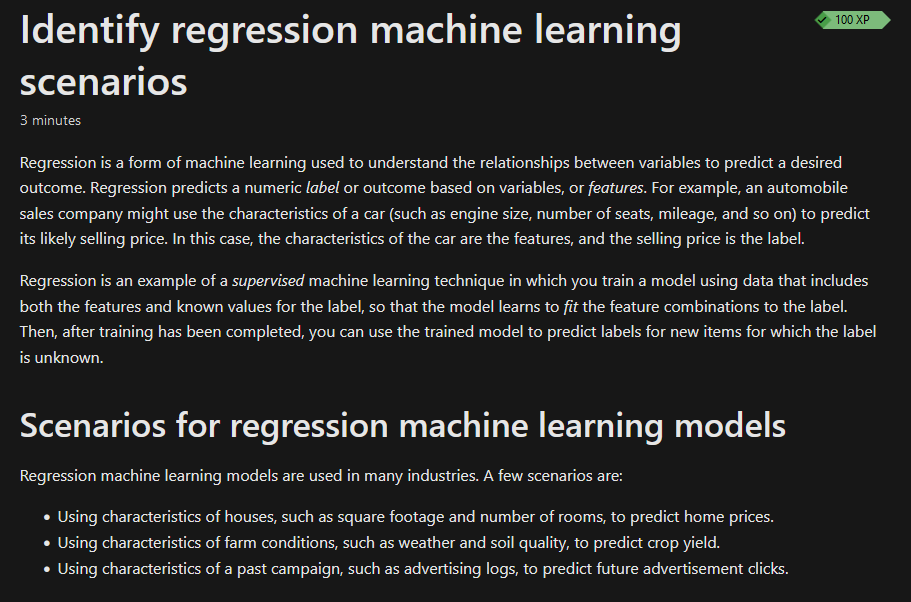 Identify regression machine learning
100 XP
scenarios
3 minutes
Regression is a form of machine learning used to understand the relationships between variables to predict a desired
outcome. Regression predicts a numeric label or outcome based on variables, or features. For example, an automobile
sales company might use the characteristics of a car (such as engine size, number of seats, mileage, and so on) to predict
its likely selling price. In this case, the characteristics of the car are the features, and the selling price is the label.
Regression is an example of a supervised machine learning technique in which you train a model using data that includes
both the features and known values for the label, so that the model learns to fit the feature combinations to the label.
Then, after training has been completed, you can use the trained model to predict labels for new items for which the label
is unknown.
Scenarios for regression machine learning models
Regression machine learning models are used in many industries. A few scenarios are:
• Using characteristics of houses, such as square footage and number of rooms, to predict home prices.
• Using characteristics of farm conditions, such as weather and soil quality, to predict crop yield.
• Using characteristics of a past campaign, such as advertising logs, to predict future advertisement clicks.